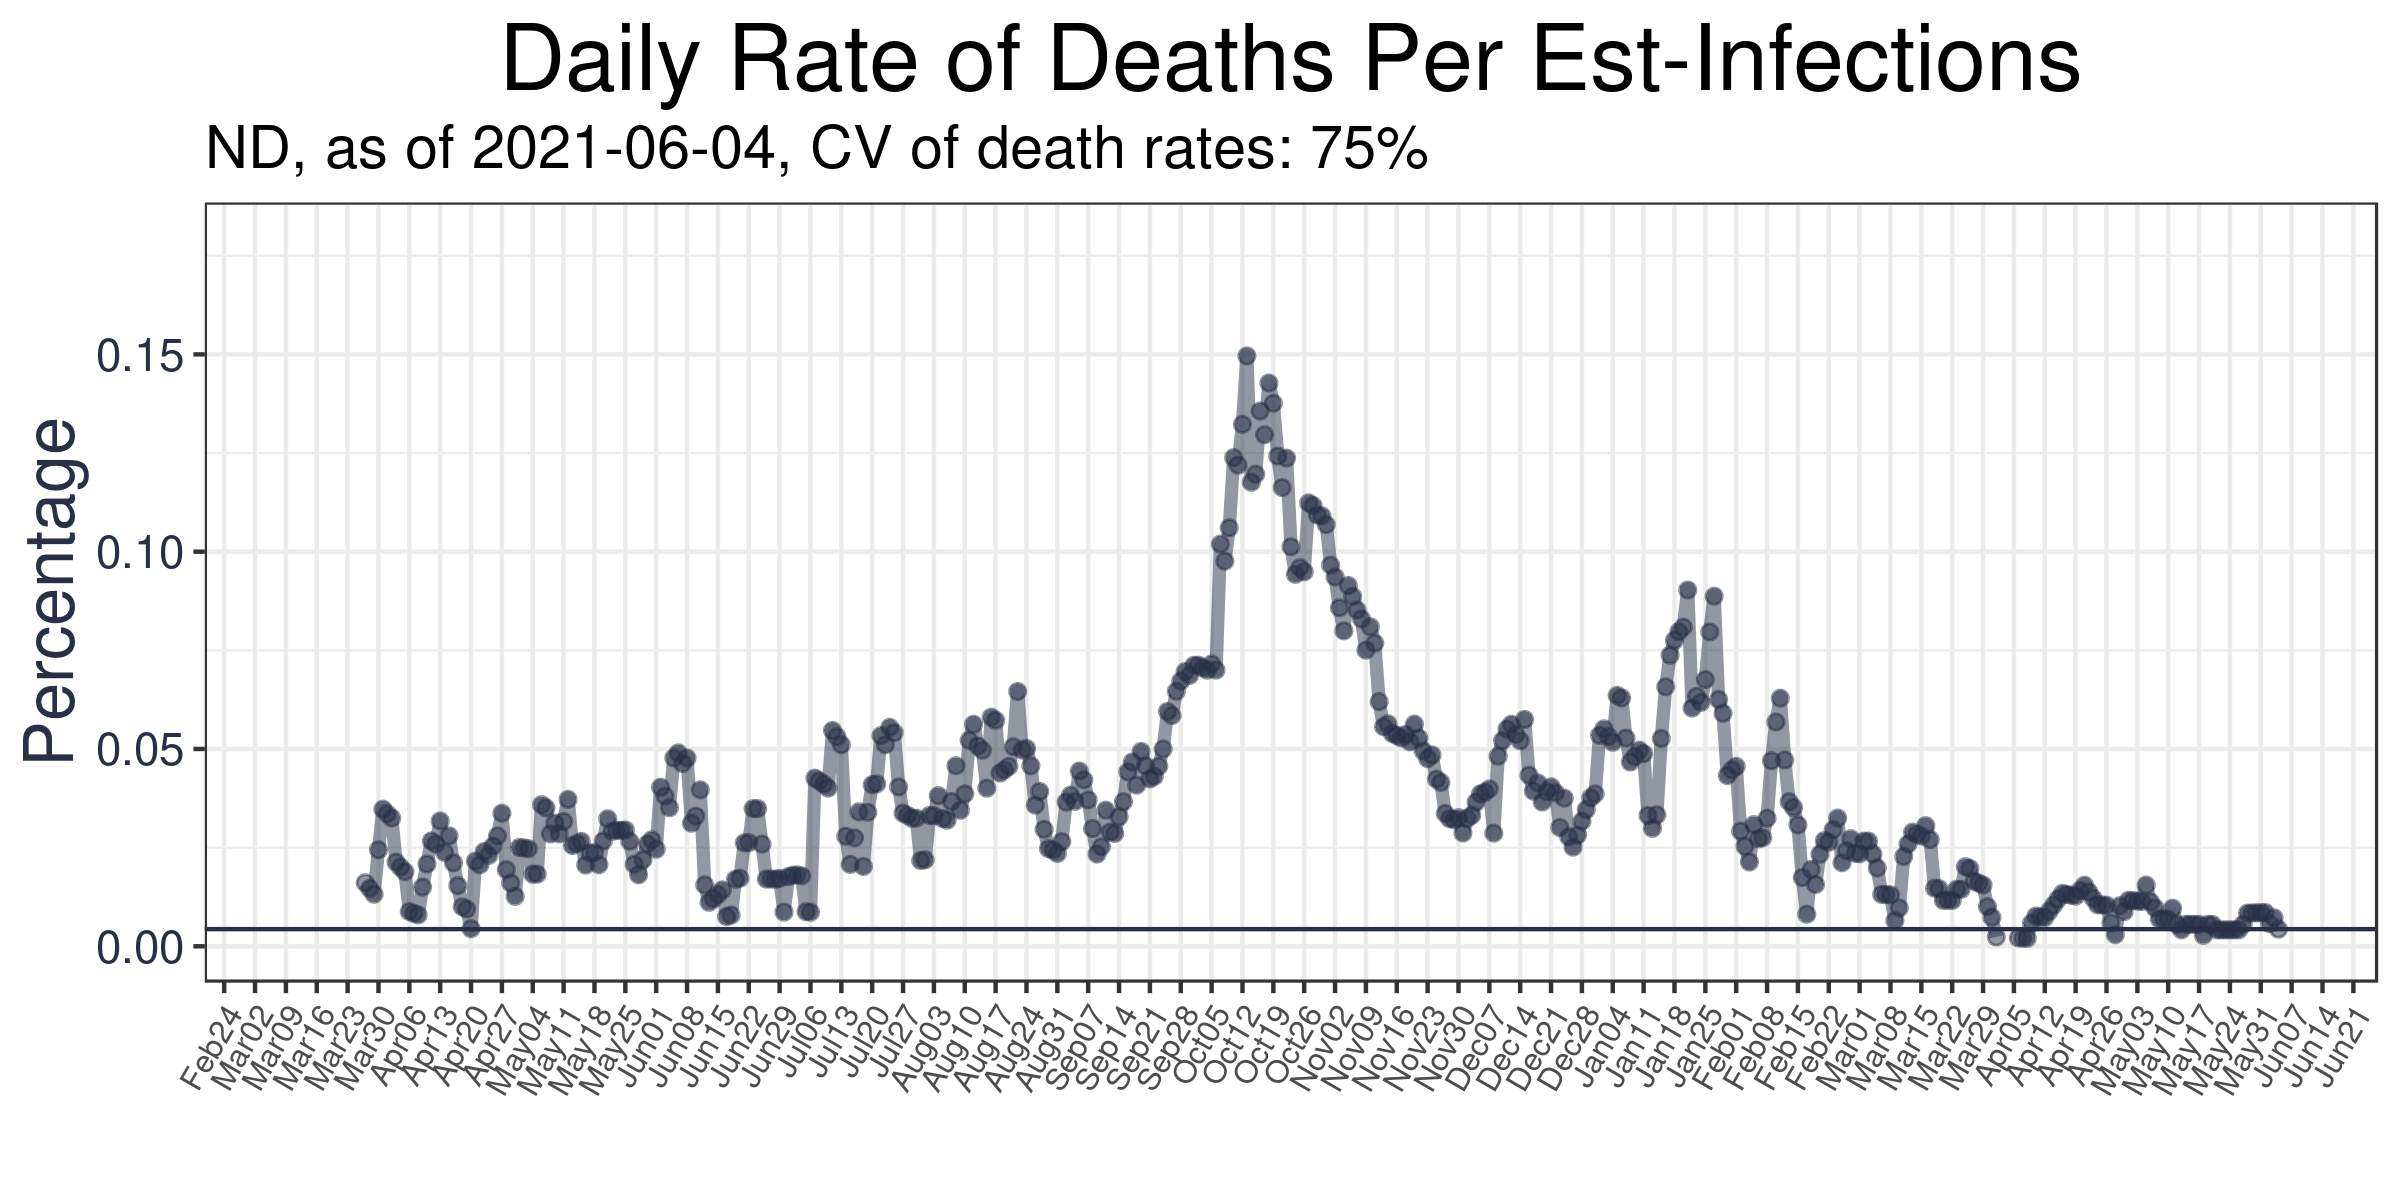 Daily Rate of Deaths Per Est-Infections
ND, as of 2021-06-04, CV of death rates: 75%
Percentage
0.15
0.10
0.05
0.00
Feb24
Mar02
Mar09
Mar16
Mar23
Mar30
Apr06
Apr13
Apr20
Apr27
May04
May11
May18
May25
Jun01
Jun08
Jun15
Jun22
Jun29
Jul06
Jul13
Jul20
Jul27
Aug03
Aug10
Aug17
Aug24
Aug31
Sep07
Sep14
Sep21
Sep28
Oct05
Oct12
Oct19
Oct26
Nov02
Nov09
Nov16
Nov23
Nov30
Dec07
Dec14
Dec21
Dec28
Jan04
Jan11
Jan18
Jan25
Feb01
Feb08
Feb15
Feb22
Mar01
Mar08
Mar15
Mar22
Mar29
Apr05
Apr12
Apr19
Apr26
May03
May10
May17
May24
May31
Jun07
Jun14
Jun21